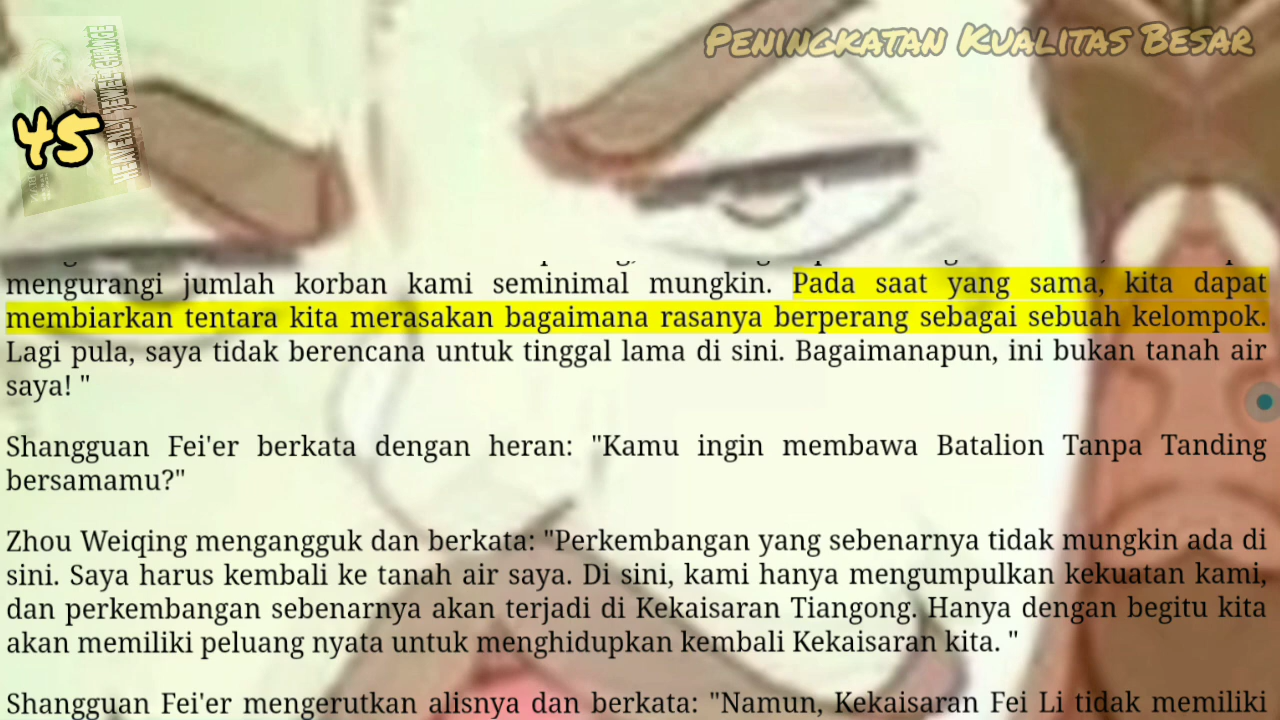 PENINGKATAN KUALITAS BESAR
HEAVENLY JEWEL CHANGE
45
mengurangi jumlah korban kami seminimal mungkin. Pada saat yang sama, kita dapat
membiarkan tentara kita merasakan bagaimana rasanya berperang sebagai sebuah kelompok.
Lagi pula, saya tidak berencana untuk tinggal lama di sini. Bagaimanapun, ini bukan tanah air
saya! "
Shangguan Fei'er berkata dengan heran: "Kamu ingin membawa Batalion Tanpa Tanding
bersamamu?"
Zhou Weiqing mengangguk dan berkata: "Perkembangan yang sebenarnya tidak mungkin ada di
sini. Saya harus kembali ke tanah air saya. Di sini, kami hanya mengumpulkan kekuatan kami,
dan perkembangan sebenarnya akan terjadi di Kekaisaran Tiangong. Hanya dengan begitu kita
akan memiliki peluang nyata untuk menghidupkan kembali Kekaisaran kita. "
Shangguan Fei'er mengerutkan alisnya dan berkata: "Namun, Kekaisaran Fei Li tidak memiliki